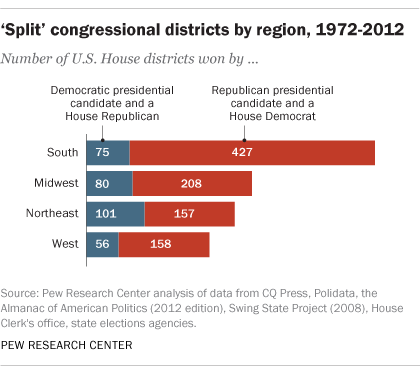 ‘Split’ congressional districts by region, 1972-2012
Number of U.S. House districts won by ...
Democratic presidential
candidate and a
House Republican
Republican presidential
candidate and a
House Democrat
South 75 427
Midwest 80 208
Northeast 101 157
West 56 158
Source: Pew Research Center analysis of data from CQ Press, Polidata, the
Almanac of American Politics (2012 edition), Swing State Project (2008), House
Clerk's office, state elections agencies.
PEW RESEARCH CENTER